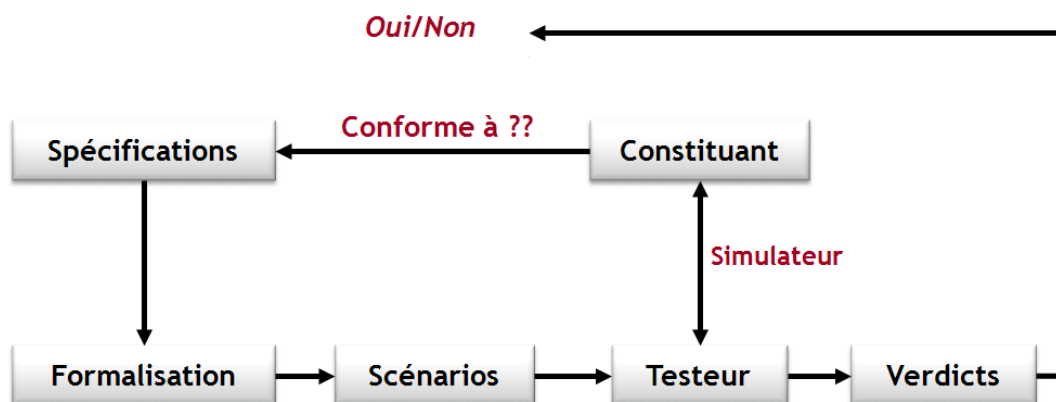 Oui/Non
Conforme à ??
Spécifications
Constituant
Simulateur
Formalisation
Scénarios
Testeur
Verdicts